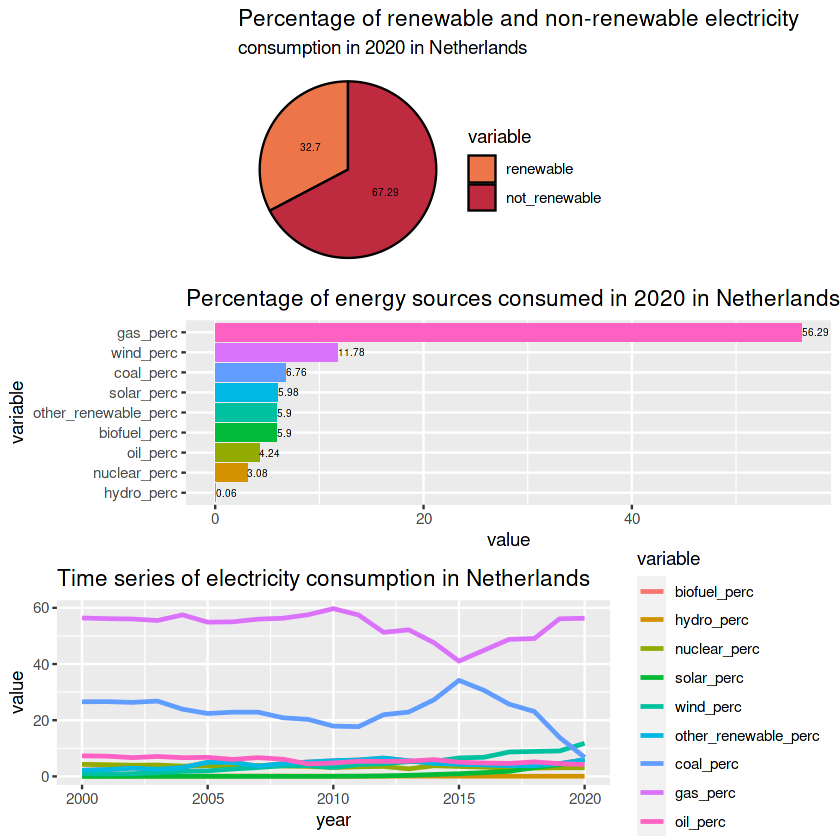 Percentage of renewable and non-renewable electricity
consumption in 2020 in Netherlands
32.7
67.29
variable
renewable
not_renewable
Percentage of energy sources consumed in 2020 in Netherlands
variable
gas_perc
56.29
wind_perc
11.78
coal_perc
6.76
solar_perc
5.98
other_renewable_perc
5.9
biofuel_perc
5.9
oil_perc
4.24
nuclear_perc
3.08
hydro_perc
0.06
0 20 40
value
Time series of electricity consumption in Netherlands
value
60
40
20
0
2000 2005 2010 2015 2020
year
variable
biofuel_perc
hydro_perc
nuclear_perc
solar_perc
wind_perc
other_renewable_perc
coal_perc
gas_perc
oil_perc